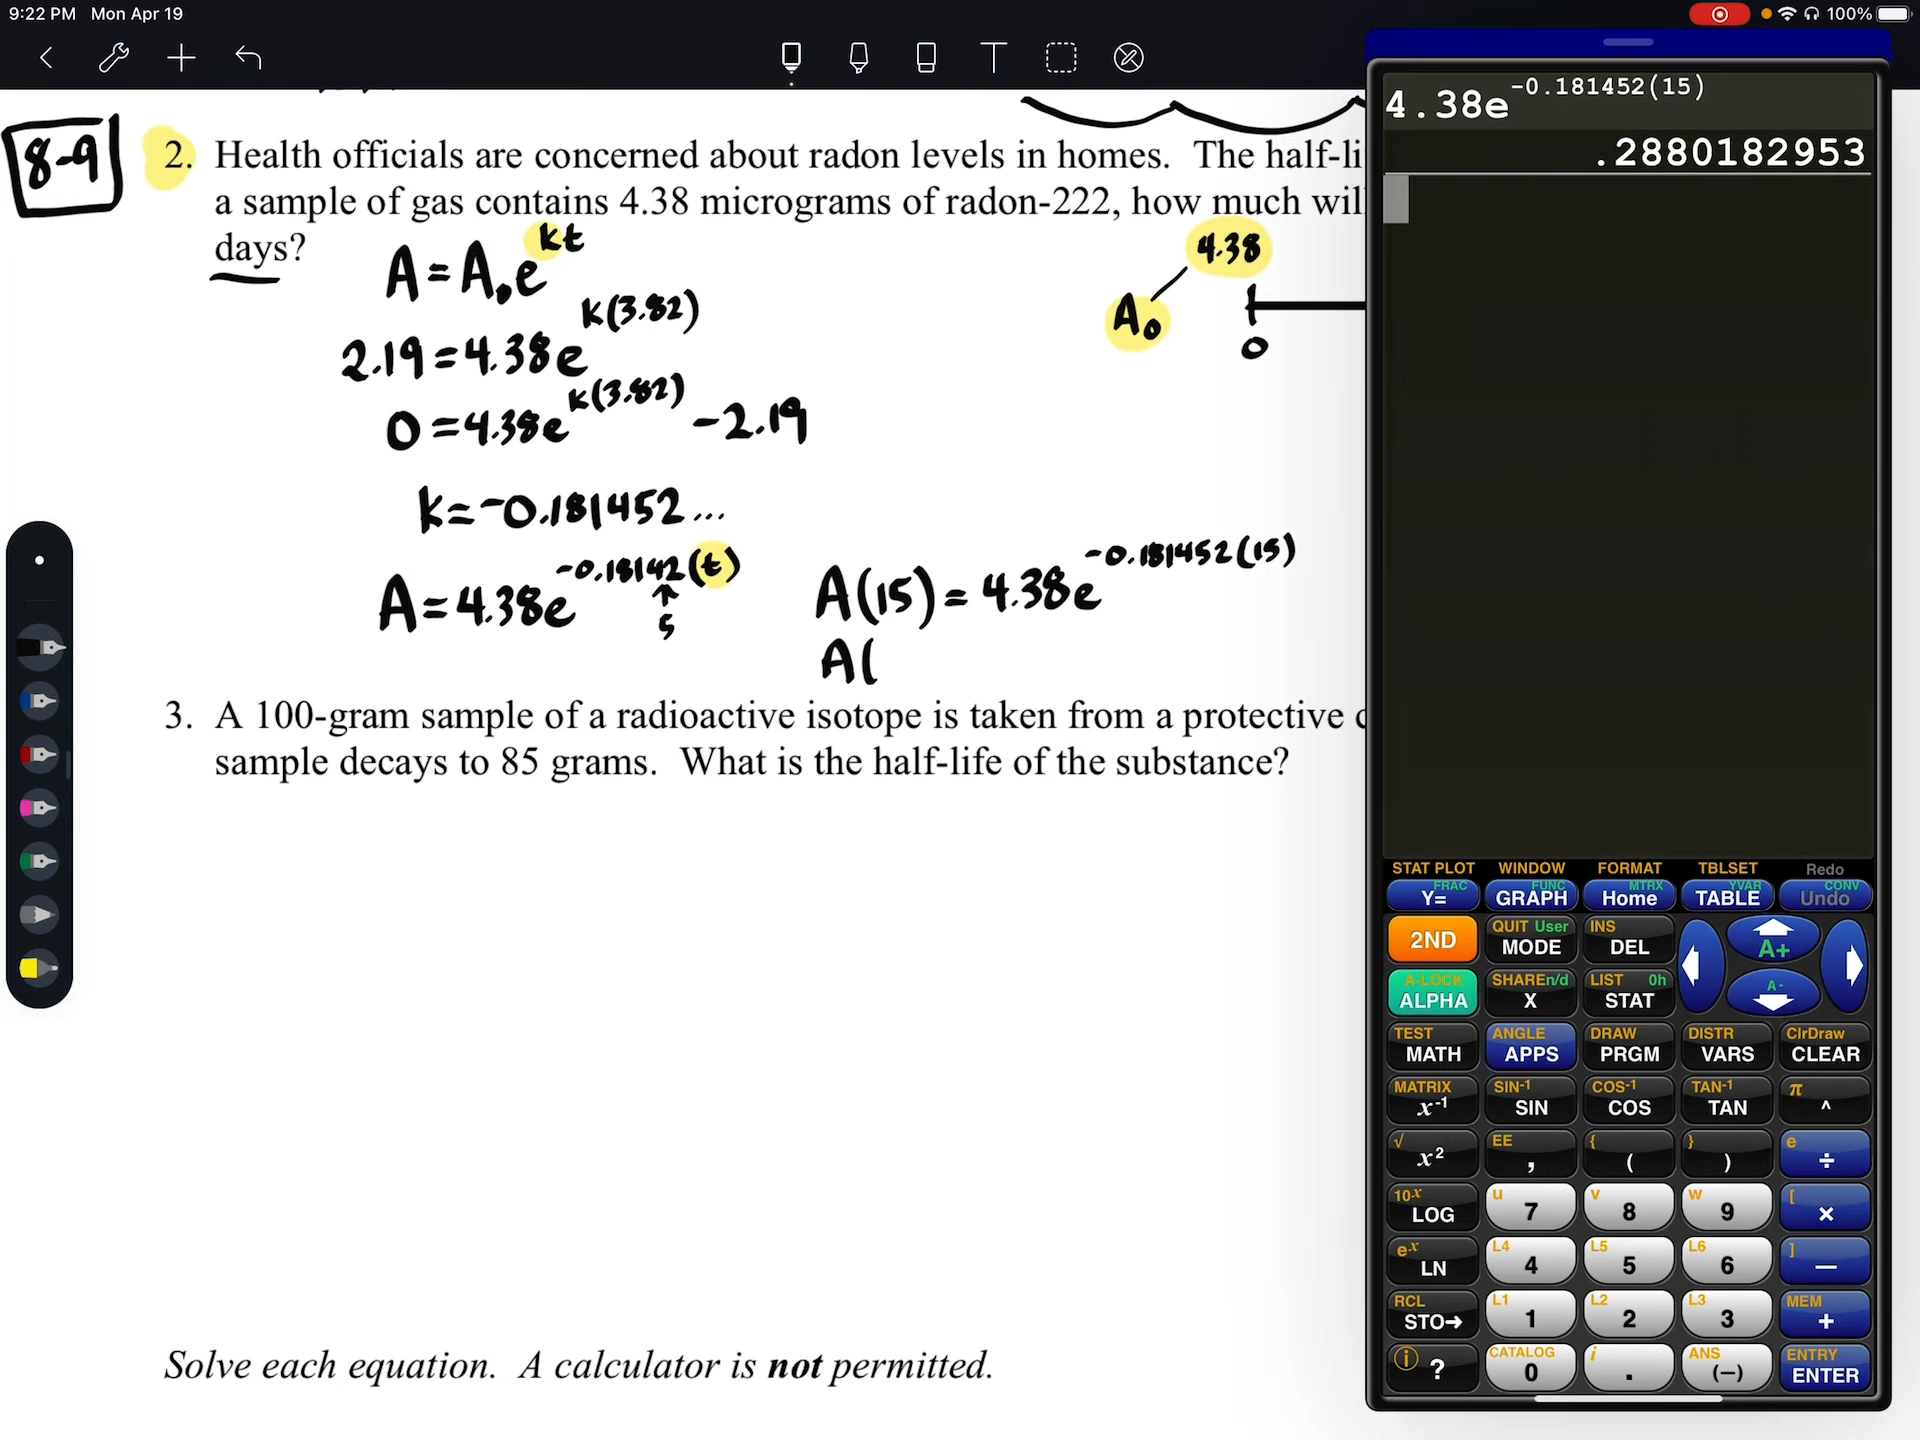 9:22 PM Mon Apr 19
100%
8-9
2. Health officials are concerned about radon levels in homes. The half-li
a sample of gas contains 4.38 micrograms of radon-222, how much wil
days?
A = A₀e^kt
4.38
A₀
0
2.19 = 4.38e^k(3.82)
0 = 4.38e^k(3.82) - 2.19
k = -0.181452...
A = 4.38e^-0.18142(t)
↑
5
A(15) = 4.38e^-0.181452(15)
A(
3. A 100-gram sample of a radioactive isotope is taken from a protective c
sample decays to 85 grams. What is the half-life of the substance?
Solve each equation. A calculator is not permitted.
4.38e^-0.181452(15)
.2880182953
STAT PLOT WINDOW FORMAT TBLSET Redo
FRAC FUNC MTRX YVAR CONV
Y= GRAPH Home TABLE Undo
QUIT User INS
2ND MODE DEL A+
A-LOCK SHARE n/d LIST 0h A-
ALPHA X STAT
TEST ANGLE DRAW DISTR ClrDraw
MATH APPS PRGM VARS CLEAR
MATRIX SIN-1 COS-1 TAN-1 π
x-1 SIN COS TAN ^
√ EE { } e
x² , ( ) ÷
10x u v w [
LOG 7 8 9 ×
ex L4 L5 L6 ]
LN 4 5 6 —
RCL L1 L2 L3 MEM
STO→ 1 2 3 +
i CATALOG i ANS ENTRY
? 0 . (−) ENTER